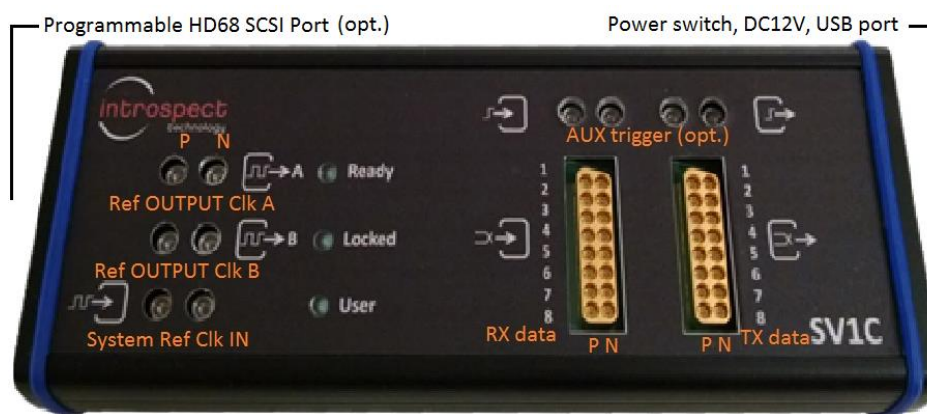 Programmable HD68 SCSI Port (opt.)
Power switch, DC12V, USB port
introspect
technology
P N
A
Ready
Ref OUTPUT Clk A
B
Locked
Ref OUTPUT Clk B
User
System Ref Clk IN
AUX trigger (opt.)
1
2
3
4
5
6
7
8
1
2
3
4
5
6
7
8
RX data
P N
P N
TX data
SV1C